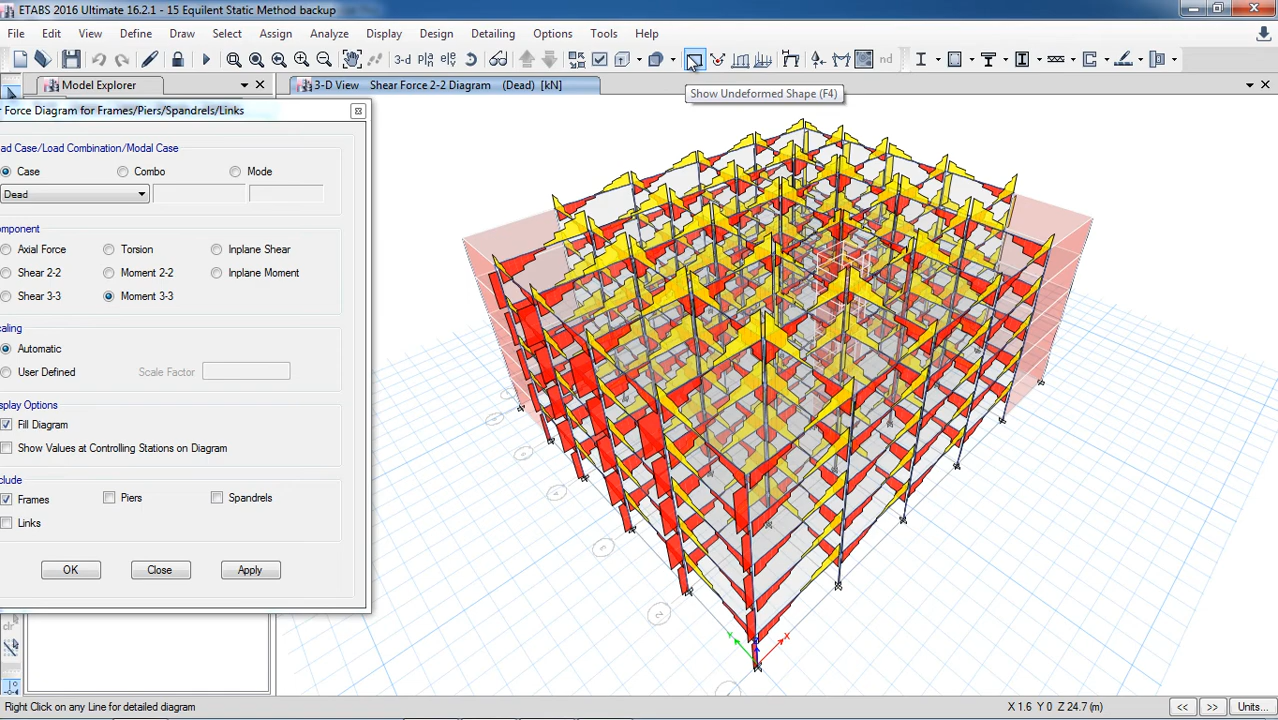 ETABS 2016 Ultimate 16.2.1 - 15 Equilent Static Method backup
File Edit View Define Draw Select Assign Analyze Display Design Detailing Options Tools Help
3-d nd
Model Explorer
3-D View Shear Force 2-2 Diagram (Dead) [kN]
Show Undeformed Shape (F4)
r Force Diagram for Frames/Piers/Spandrels/Links
ad Case/Load Combination/Modal Case
Case Combo Mode
Dead
omponent
Axial Force Torsion Inplane Shear
Shear 2-2 Moment 2-2 Inplane Moment
Shear 3-3 Moment 3-3
caling
Automatic
User Defined Scale Factor
splay Options
Fill Diagram
Show Values at Controlling Stations on Diagram
clude
Frames Piers Spandrels
Links
OK Close Apply
Y X
Right Click on any Line for detailed diagram
X 1.6 Y 0 Z 24.7 (m)
<< >> Units...